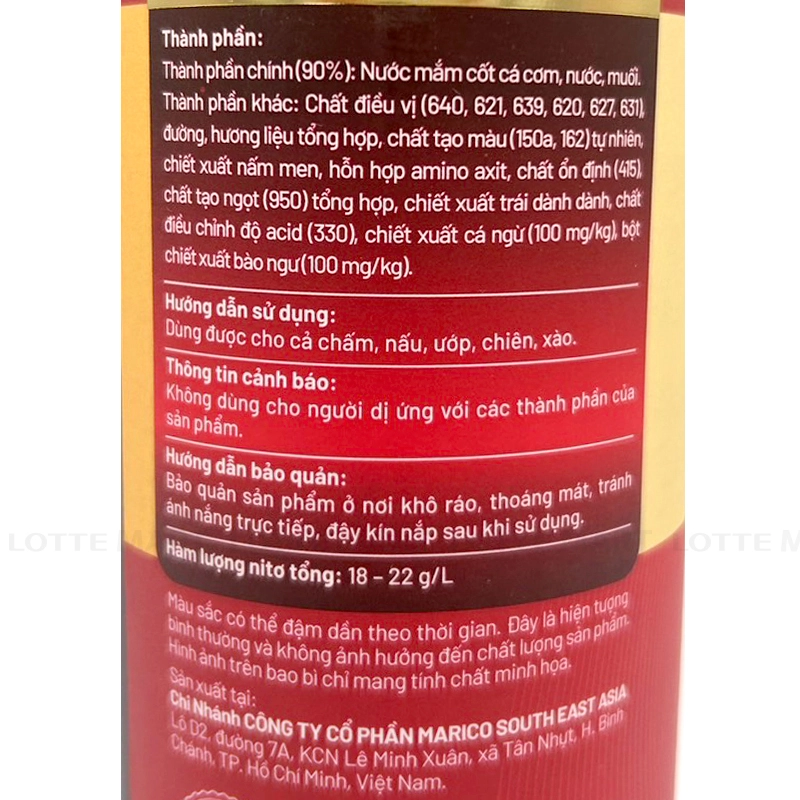 Thành phần:
Thành phần chính (90%): Nước mắm cốt cá cơm, nước, muối.
Thành phần khác: Chất điều vị (640, 621, 639, 620, 627, 631),
đường, hương liệu tổng hợp, chất tạo màu (150a, 162) tự nhiên,
chiết xuất nấm men, hỗn hợp amino axit, chất ổn định (415),
chất tạo ngọt (950) tổng hợp, chiết xuất trái dành dành, chất
điều chỉnh độ acid (330), chiết xuất cá ngừ (100 mg/kg), bột
chiết xuất bào ngư (100 mg/kg).
Hướng dẫn sử dụng:
Dùng được cho cả chấm, nấu, ướp, chiên, xào.
Thông tin cảnh báo:
Không dùng cho người dị ứng với các thành phần của
sản phẩm.
Hướng dẫn bảo quản:
Bảo quản sản phẩm ở nơi khô ráo, thoáng mát, tránh
ánh nắng trực tiếp, đậy kín nắp sau khi sử dụng.
Hàm lượng nitơ tổng: 18 – 22 g/L
Màu sắc có thể đậm dần theo thời gian. Đây là hiện tượng
bình thường và không ảnh hưởng đến chất lượng sản phẩm.
Hình ảnh trên bao bì chỉ mang tính chất minh họa.
Sản xuất tại:
Chi Nhánh CÔNG TY CỔ PHẦN MARICO SOUTH EAST ASIA
Lô D2, đường 7A, KCN Lê Minh Xuân, xã Tân Nhựt, H. Bình
Chánh, TP. Hồ Chí Minh, Việt Nam.
LOTTE
LOTTE